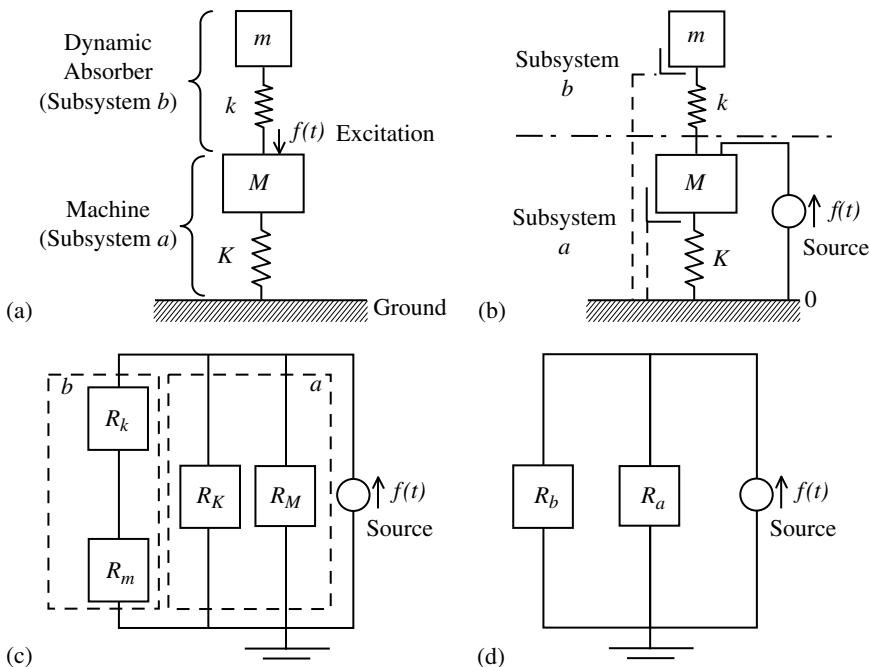 Dynamic
Absorber
(Subsystem b)
m
k
f(t) Excitation
M
Machine
(Subsystem a)
K
Ground
(a)
Subsystem
b
m
k
M
Subsystem
a
f(t)
Source
K
0
(b)
b
a
R_k
R_K
R_M
f(t)
Source
R_m
(c)
R_b
R_a
f(t)
Source
(d)